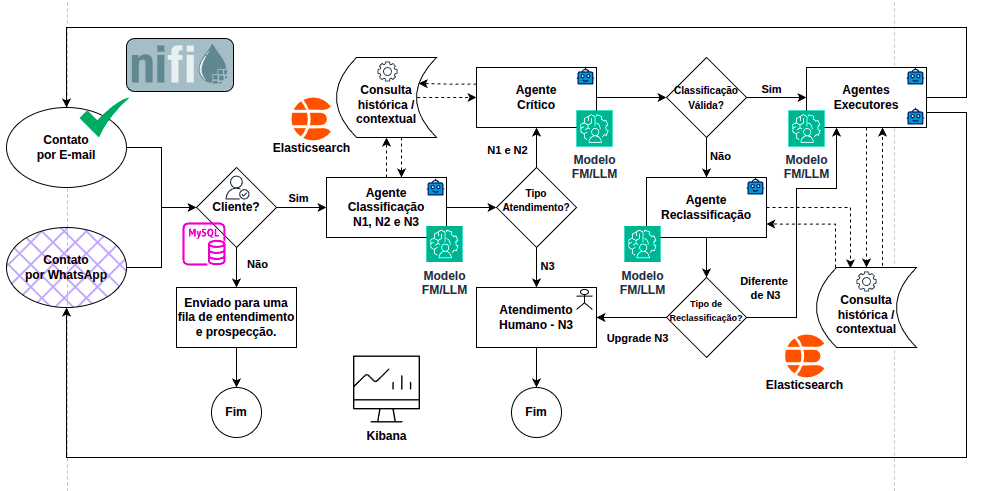 nifi
Contato
por E-mail
Contato
por WhatsApp
Cliente?
MySQL
Sim
Não
Enviado para uma
fila de entendimento
e prospecção.
Fim
Consulta
histórica /
contextual
Elasticsearch
Agente
Classificação
N1, N2 e N3
Modelo
FM/LLM
Kibana
Agente
Crítico
Modelo
FM/LLM
N1 e N2
Tipo
Atendimento?
N3
Atendimento
Humano - N3
Fim
Classificação
Válida?
Sim
Não
Agente
Reclassificação
Modelo
FM/LLM
Tipo de
Reclassificação?
Upgrade N3
Diferente
de N3
Agentes
Executores
Modelo
FM/LLM
Consulta
histórica /
contextual
Elasticsearch